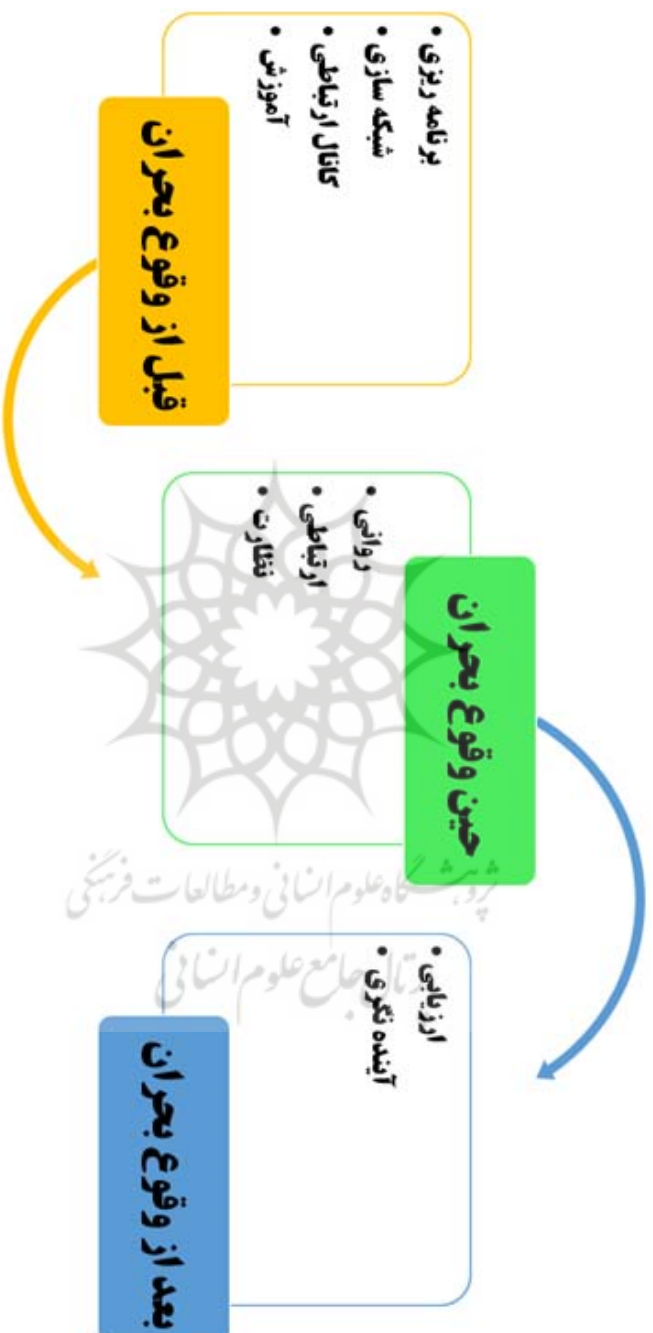 برنامه ریزی
شبکه سازی
کانال ارتباطی
آموزش
قبل از وقوع بحران
حین وقوع بحران
روانی
ارتباطی
نظارت
ارزیابی
آینده نگری
بعد از وقوع بحران
پژوهشگاه علوم انسانی و مطالعات فرهنگی
پرتال جامع علوم انسانی